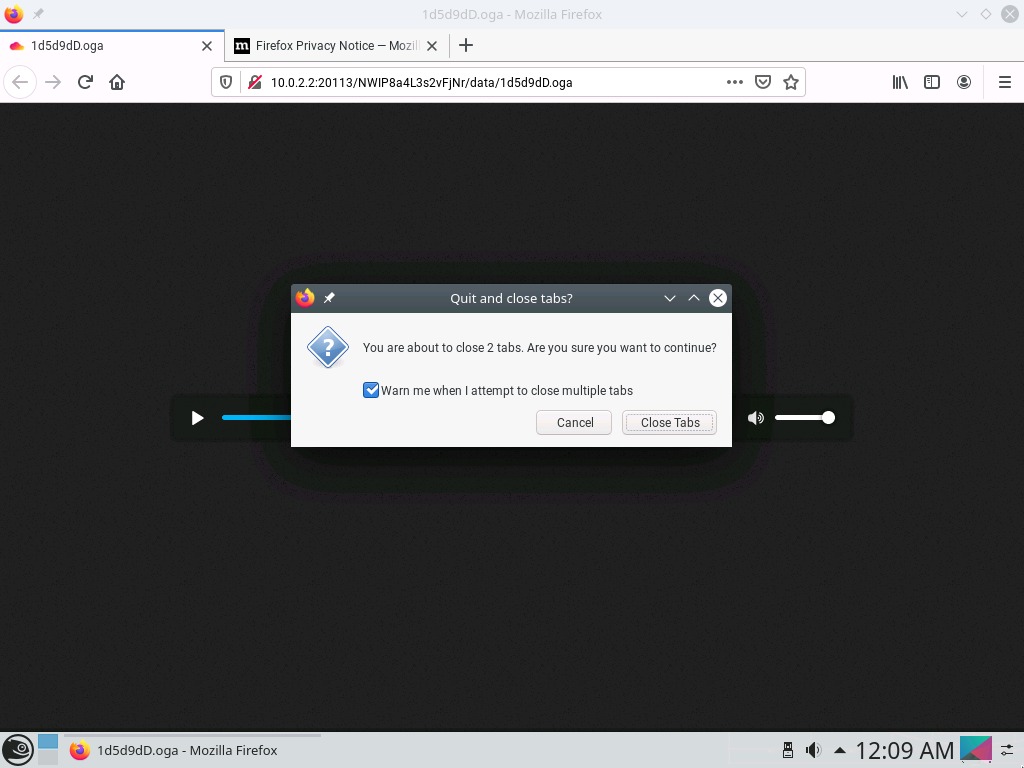 1d5d9dD.oga - Mozilla Firefox
1d5d9dD.oga
Firefox Privacy Notice — Mozil
10.0.2.2:20113/NWIP8a4L3s2vFjNr/data/1d5d9dD.oga
Quit and close tabs?
You are about to close 2 tabs. Are you sure you want to continue?
Warn me when I attempt to close multiple tabs
Cancel
Close Tabs
1d5d9dD.oga - Mozilla Firefox
12:09 AM